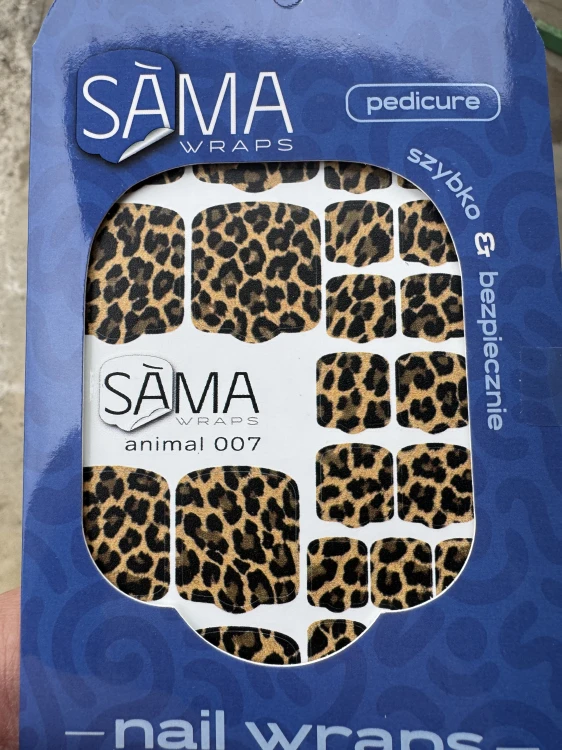 SÀMA
WRAPS
pedicure
szybko & bezpiecznie
SÀMA
WRAPS
animal 007
nail wraps